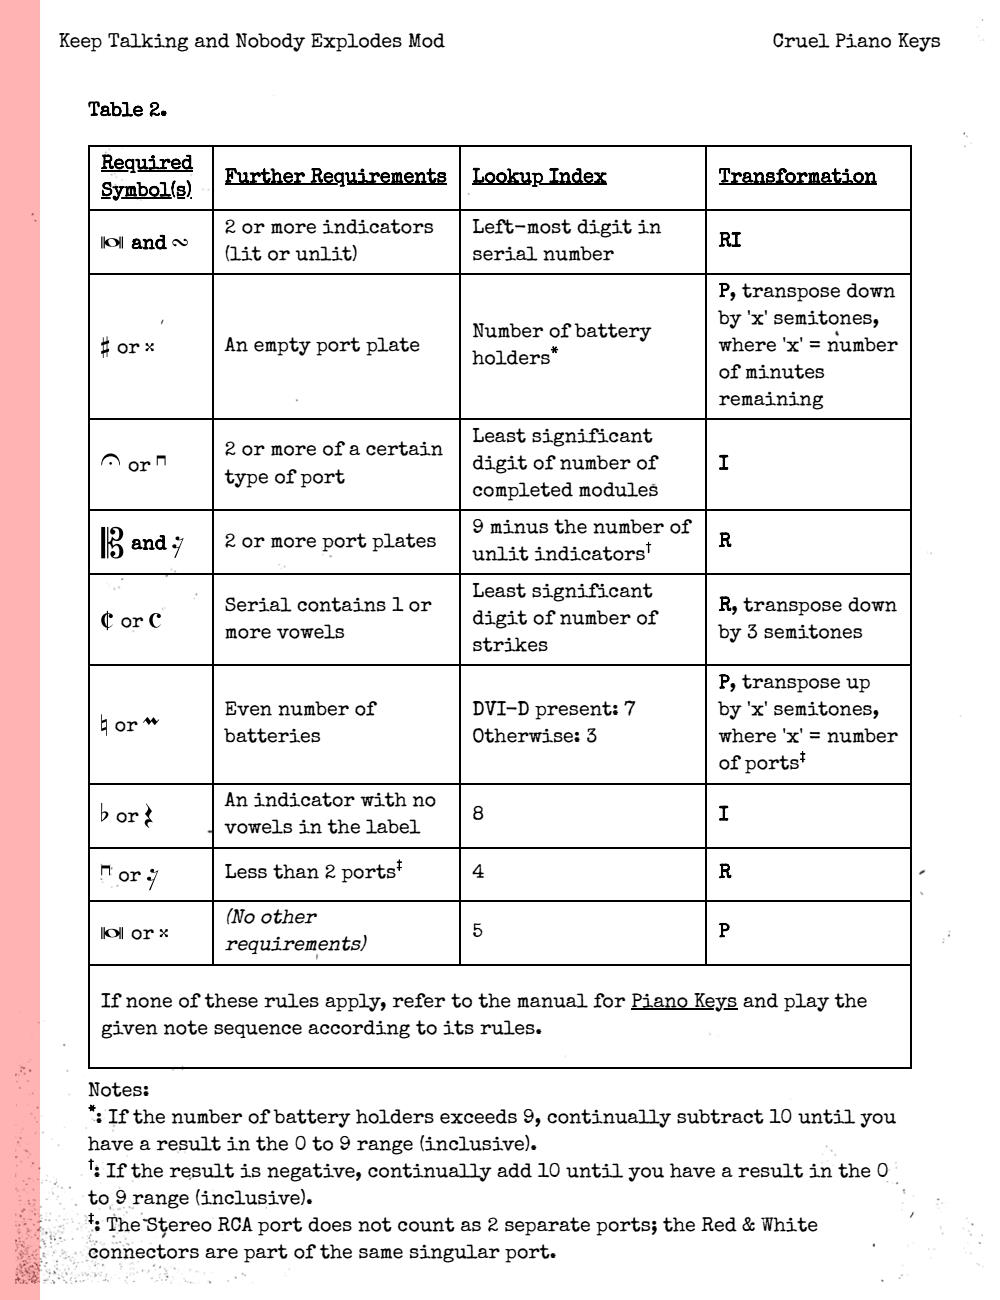 Keep Talking and Nobody Explodes Mod
Cruel Piano Keys
Table 2.
Required
Symbol(s)
Further Requirements
Lookup Index
Transformation
𝄺 and ∾
2 or more indicators
(lit or unlit)
Left-most digit in
serial number
RI
♯ or 𝄪
An empty port plate
Number of battery
holders*
P, transpose down
by 'x' semitones,
where 'x' = number
of minutes
remaining
𝄐 or ⊓
2 or more of a certain
type of port
Least significant
digit of number of
completed modules
I
𝄡 and 𝄿
2 or more port plates
9 minus the number of
unlit indicators†
R
𝄵 or 𝄴
Serial contains 1 or
more vowels
Least significant
digit of number of
strikes
R, transpose down
by 3 semitones
♮ or 𝆝𝆝
Even number of
batteries
DVI-D present: 7
Otherwise: 3
P, transpose up
by 'x' semitones,
where 'x' = number
of ports‡
♭ or 𝄽
An indicator with no
vowels in the label
8
I
⊓ or 𝄿
Less than 2 ports‡
4
R
𝄺 or 𝄪
(No other
requirements)
5
P
If none of these rules apply, refer to the manual for Piano Keys and play the
given note sequence according to its rules.
Notes:
*: If the number of battery holders exceeds 9, continually subtract 10 until you
have a result in the 0 to 9 range (inclusive).
†: If the result is negative, continually add 10 until you have a result in the 0
to 9 range (inclusive).
‡: The Stereo RCA port does not count as 2 separate ports; the Red & White
connectors are part of the same singular port.